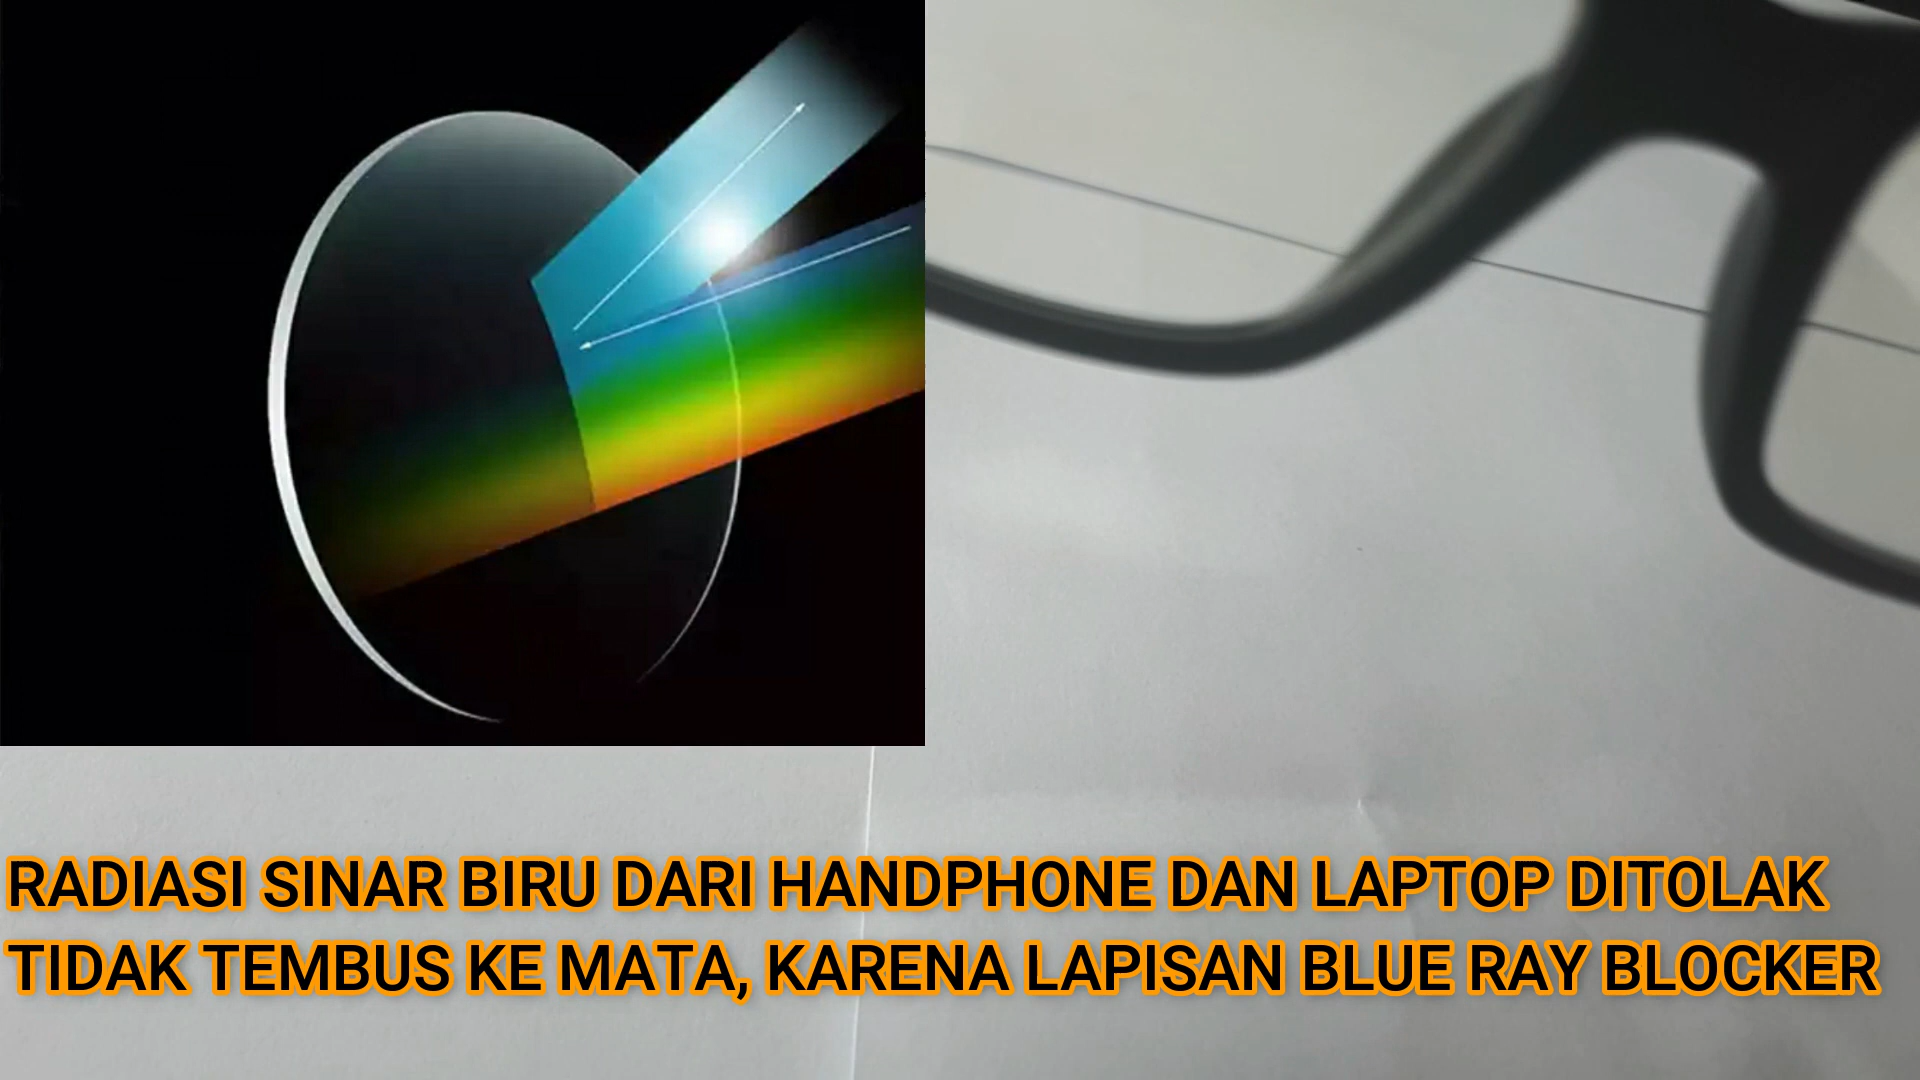 RADIASI SINAR BIRU DARI HANDPHONE DAN LAPTOP DITOLAK
TIDAK TEMBUS KE MATA, KARENA LAPISAN BLUE RAY BLOCKER